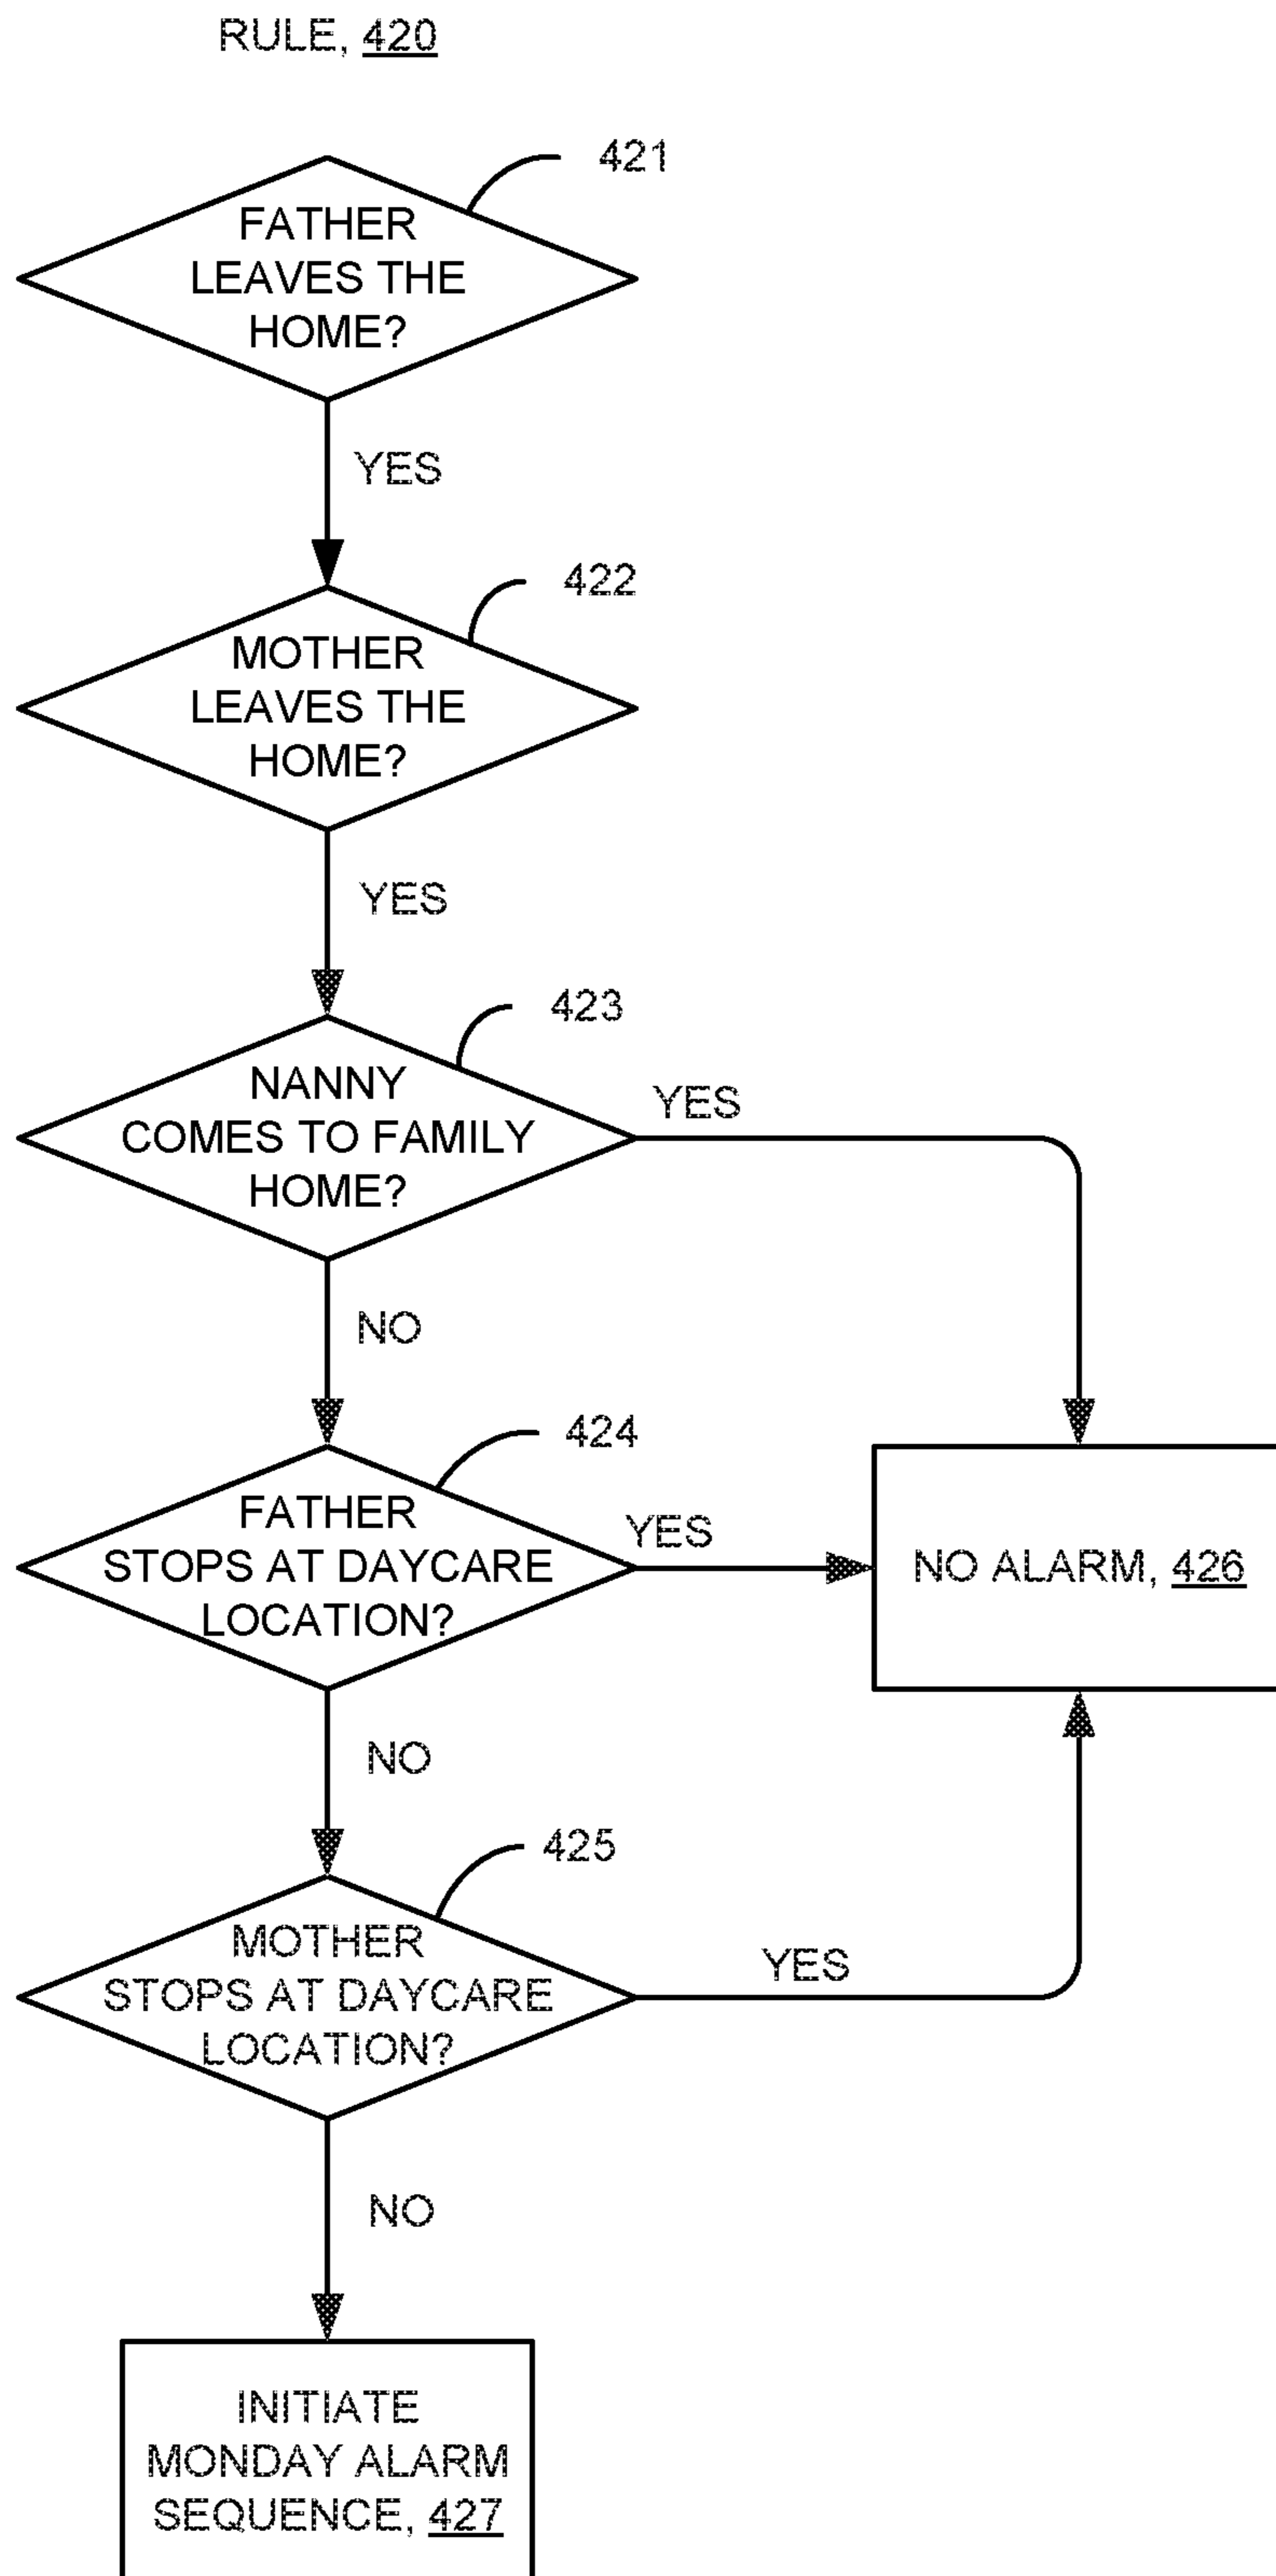 RULE, 420
421
FATHER
LEAVES THE
HOME?
YES
422
MOTHER
LEAVES THE
HOME?
YES
423
NANNY
COMES TO FAMILY
HOME?
YES
NO
424
FATHER
STOPS AT DAYCARE
LOCATION?
YES
NO ALARM, 426
NO
425
MOTHER
STOPS AT DAYCARE
LOCATION?
YES
NO
INITIATE
MONDAY ALARM
SEQUENCE, 427